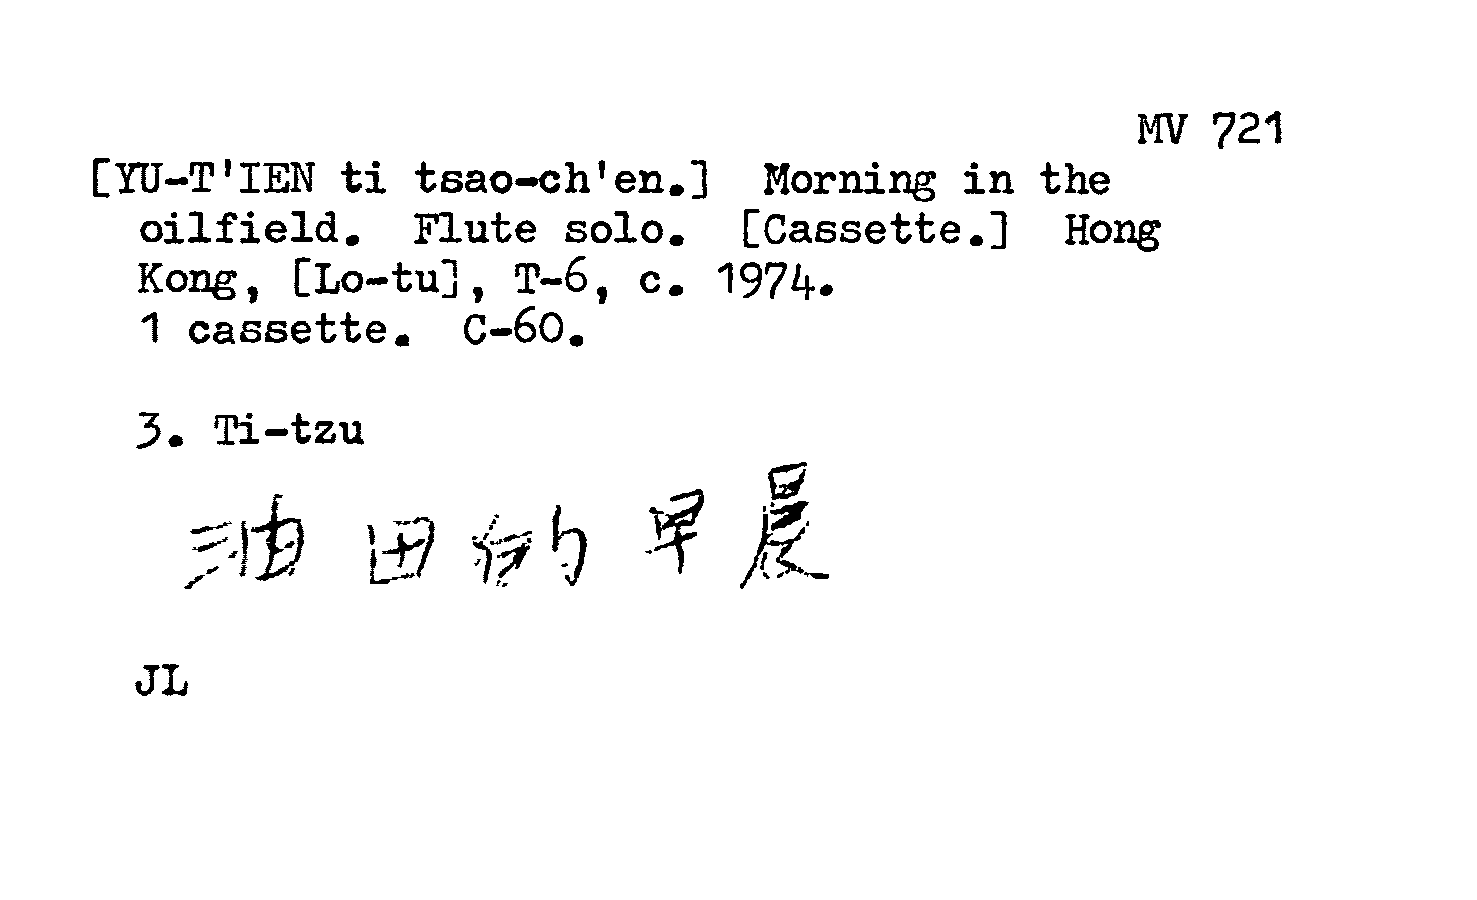 MV 721
[YU-T'IEN ti tsao-ch'en.] Morning in the
oilfield. Flute solo. [Cassette.] Hong
Kong, [Lo-tu], T-6, c. 1974.
1 cassette. C-60.
3. Ti-tzu
油田的早晨
JL